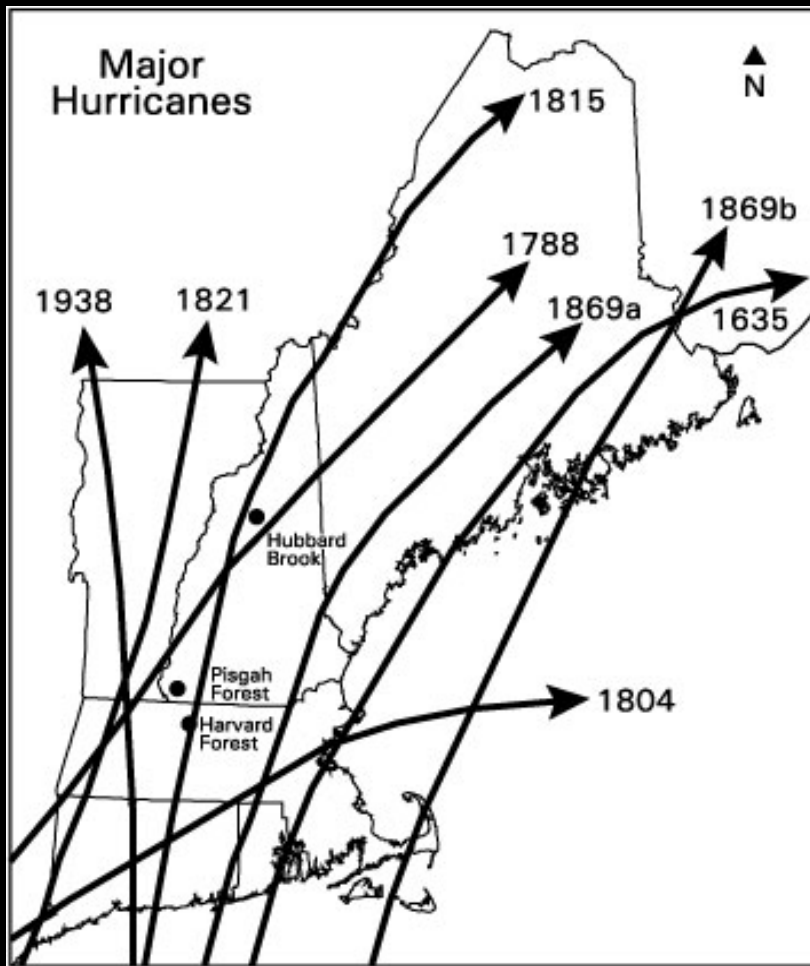 Major
Hurricanes
N
1815
1869b
1788
1938
1821
1869a
1635
Hubbard
Brook
Pisgah
Forest
1804
Harvard
Forest